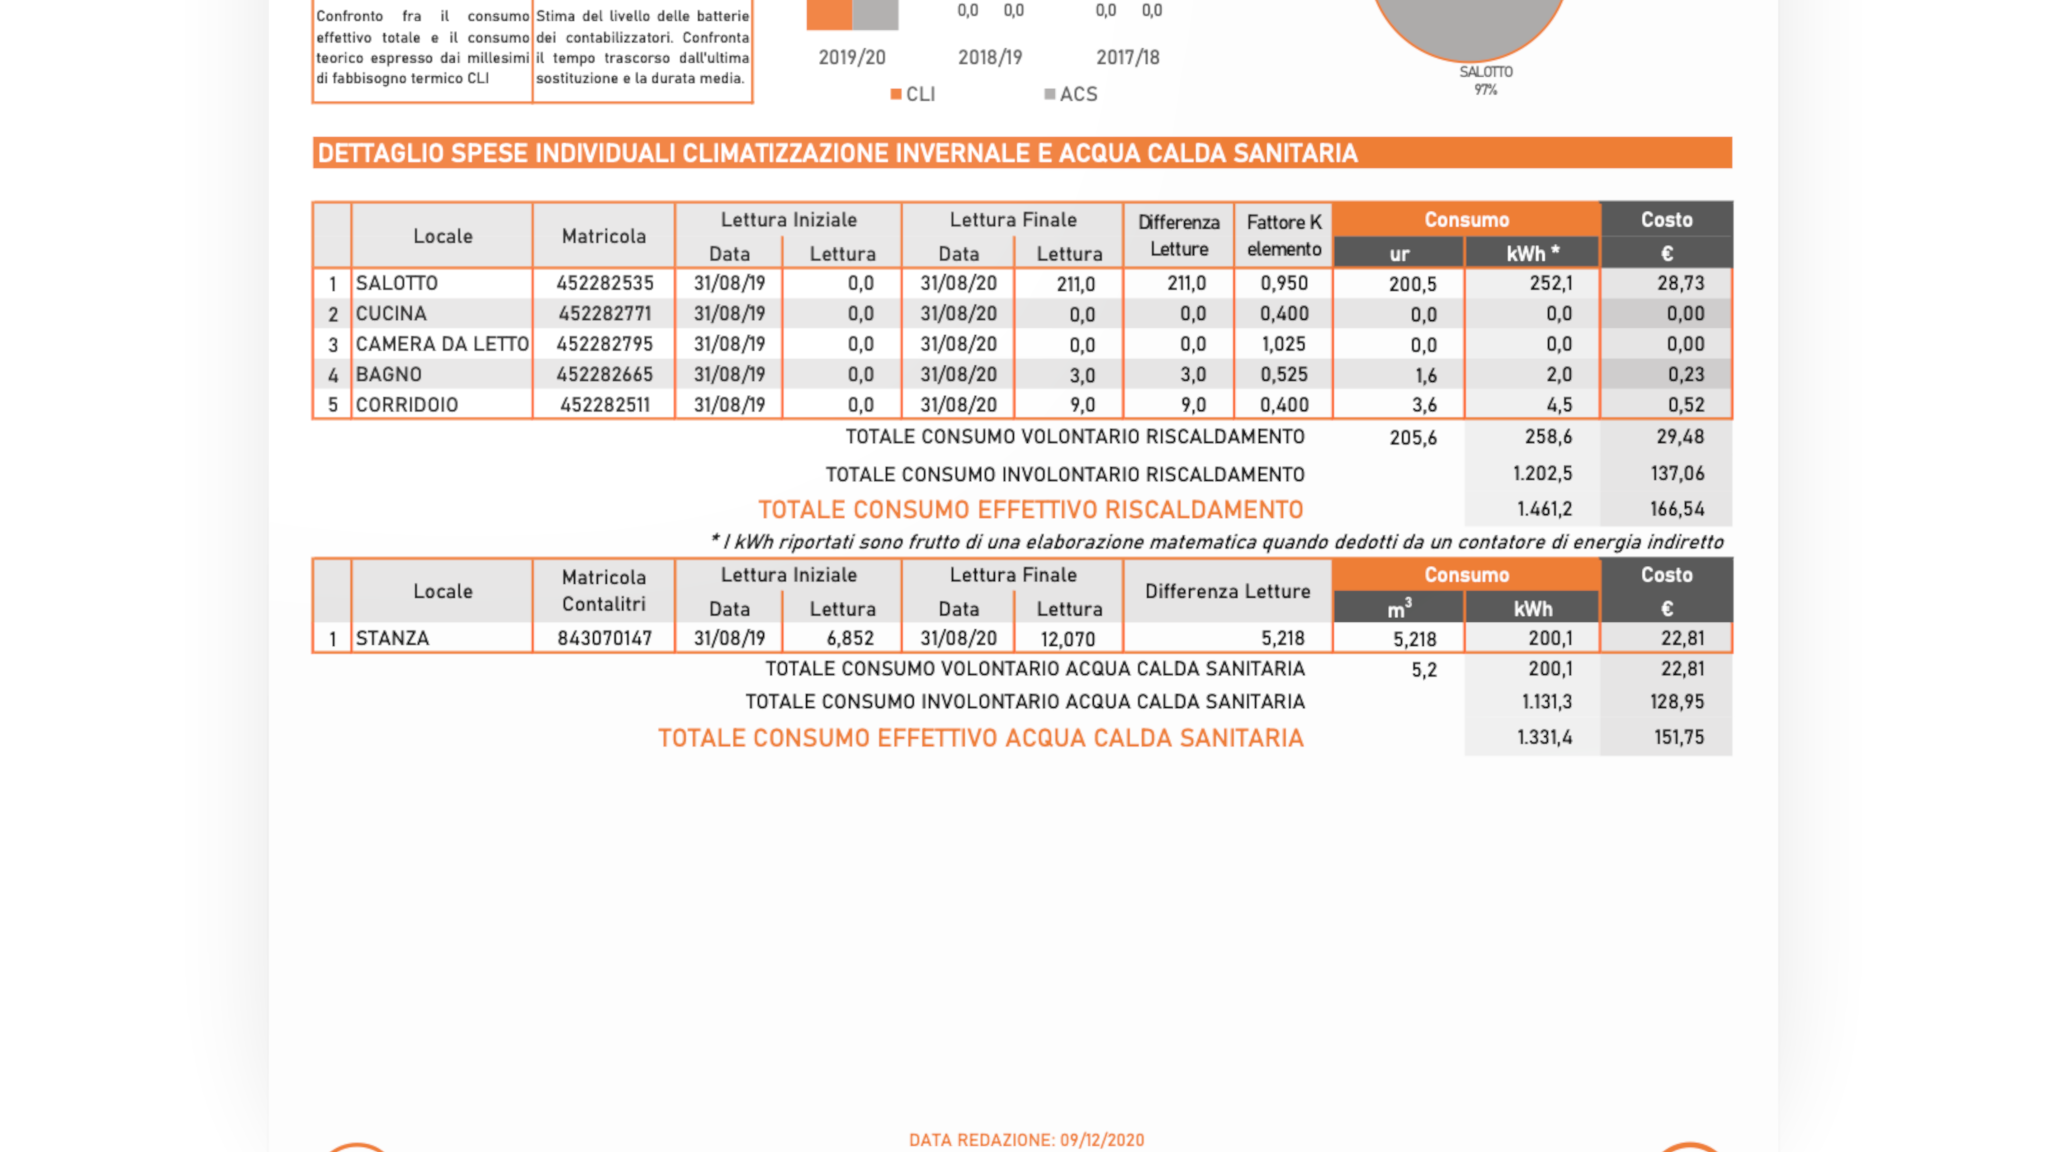 Confronto fra il consumo effettivo totale e il consumo teorico espresso dai millesimi di fabbisogno termico CLI
Stima del livello delle batterie dei contabilizzatori. Confronta il tempo trascorso dall'ultima sostituzione e la durata media.
0,0 0,0 0,0 0,0
2019/20 2018/19 2017/18
CLI ACS
SALOTTO
97%
DETTAGLIO SPESE INDIVIDUALI CLIMATIZZAZIONE INVERNALE E ACQUA CALDA SANITARIA
Locale Matricola Lettura Iniziale Lettura Finale Differenza Letture Fattore K elemento Consumo Costo
Data Lettura Data Lettura ur kWh * €
1 SALOTTO 452282535 31/08/19 0,0 31/08/20 211,0 211,0 0,950 200,5 252,1 28,73
2 CUCINA 452282771 31/08/19 0,0 31/08/20 0,0 0,0 0,400 0,0 0,0 0,00
3 CAMERA DA LETTO 452282795 31/08/19 0,0 31/08/20 0,0 0,0 1,025 0,0 0,0 0,00
4 BAGNO 452282665 31/08/19 0,0 31/08/20 3,0 3,0 0,525 1,6 2,0 0,23
5 CORRIDOIO 452282511 31/08/19 0,0 31/08/20 9,0 9,0 0,400 3,6 4,5 0,52
TOTALE CONSUMO VOLONTARIO RISCALDAMENTO 205,6 258,6 29,48
TOTALE CONSUMO INVOLONTARIO RISCALDAMENTO 1.202,5 137,06
TOTALE CONSUMO EFFETTIVO RISCALDAMENTO 1.461,2 166,54
* I kWh riportati sono frutto di una elaborazione matematica quando dedotti da un contatore di energia indiretto
Locale Matricola Contalitri Lettura Iniziale Lettura Finale Differenza Letture Consumo Costo
Data Lettura Data Lettura m³ kWh €
1 STANZA 843070147 31/08/19 6,852 31/08/20 12,070 5,218 5,218 200,1 22,81
TOTALE CONSUMO VOLONTARIO ACQUA CALDA SANITARIA 5,2 200,1 22,81
TOTALE CONSUMO INVOLONTARIO ACQUA CALDA SANITARIA 1.131,3 128,95
TOTALE CONSUMO EFFETTIVO ACQUA CALDA SANITARIA 1.331,4 151,75
DATA REDAZIONE: 09/12/2020